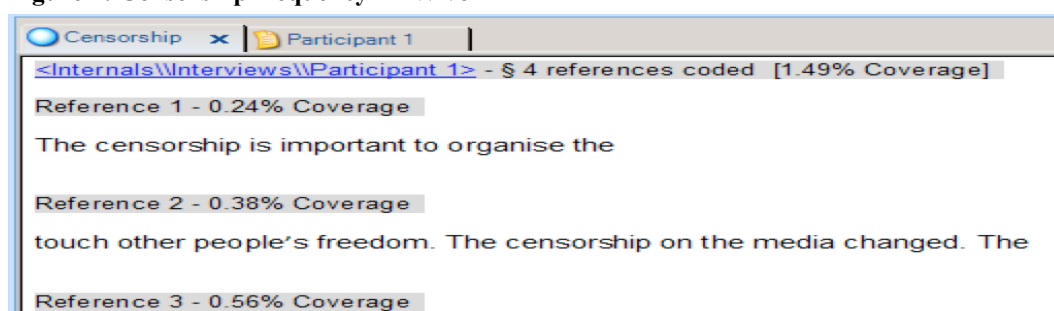 Censorship Participant 1
<Internals\\Interviews\\Participant 1> - § 4 references coded [1.49% Coverage]
Reference 1 - 0.24% Coverage
The censorship is important to organise the
Reference 2 - 0.38% Coverage
touch other people's freedom. The censorship on the media changed. The
Reference 3 - 0.56% Coverage